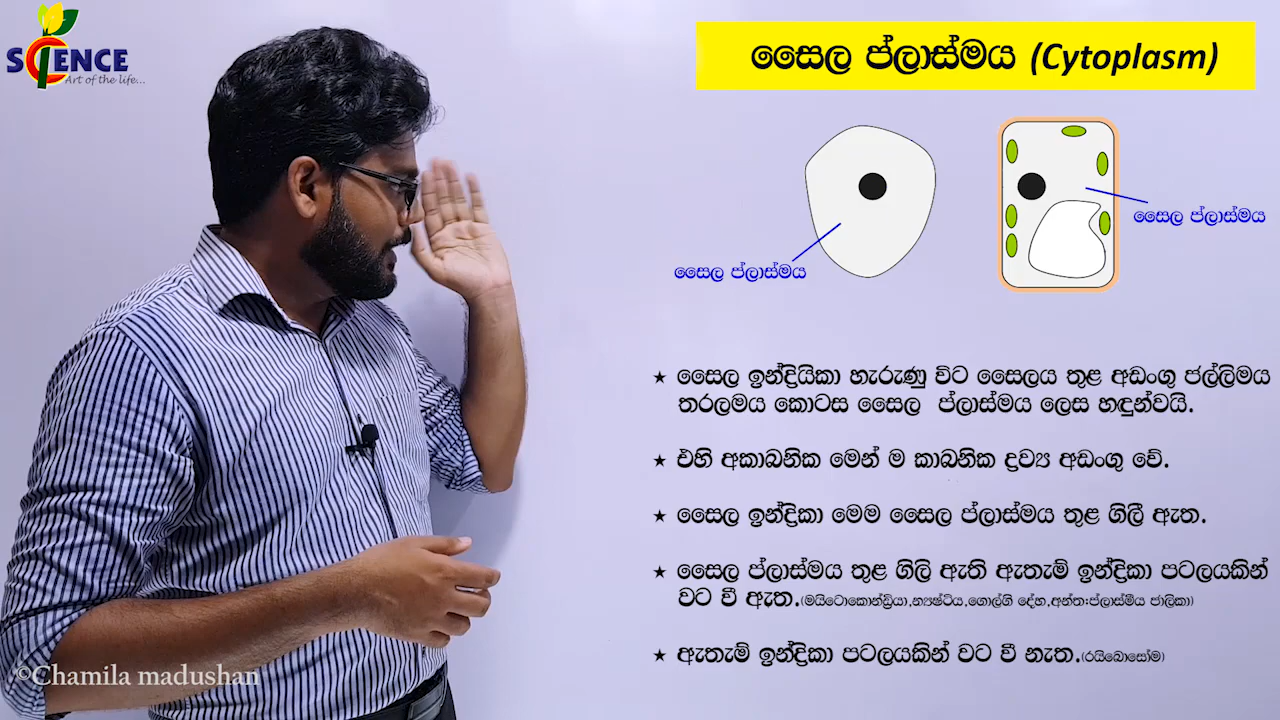 SCIENCE
Art of the life...
සෛල ප්ලාස්මය (Cytoplasm)
සෛල ප්ලාස්මය
සෛල ප්ලාස්මය
★ සෛල ඉන්ද්‍රියිකා හැරුණු විට සෛලය තුළ අඩංගු ජල්ලිමය
තරලමය කොටස සෛල ප්ලාස්මය ලෙස හඳුන්වයි.
★ එහි අකාබනික මෙන් ම කාබනික ද්‍රව්‍ය අඩංගු වේ.
★ සෛල ඉන්ද්‍රිකා මෙම සෛල ප්ලාස්මය තුළ ගිලී ඇත.
★ සෛල ප්ලාස්මය තුළ ගිලී ඇති ඇතැම් ඉන්ද්‍රිකා පටලයකින්
වට වී ඇත.(මයිටොකොන්ඩ්‍රියා,න්‍යෂ්ටිය,ගොල්ගි දේහ,අන්තඃප්ලාස්මීය ජාලිකා)
★ ඇතැම් ඉන්ද්‍රිකා පටලයකින් වට වී නැත.(රයිබොසෝම)
©Chamila madushan